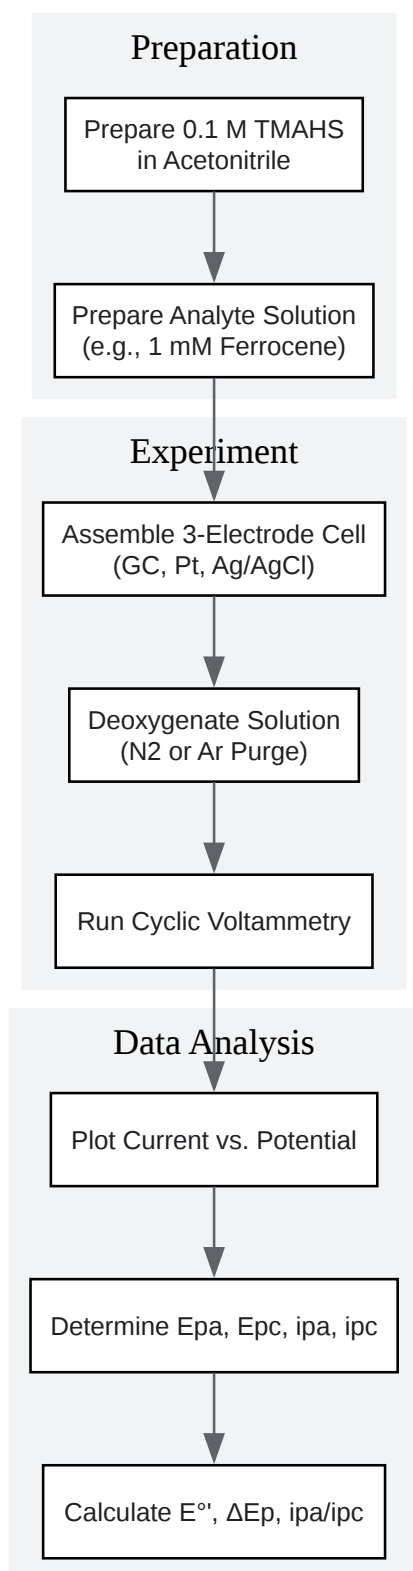 Preparation
Prepare 0.1 M TMAHS
in Acetonitrile
Prepare Analyte Solution
(e.g., 1 mM Ferrocene)
Experiment
Assemble 3-Electrode Cell
(GC, Pt, Ag/AgCl)
Deoxygenate Solution
(N2 or Ar Purge)
Run Cyclic Voltammetry
Data Analysis
Plot Current vs. Potential
Determine Epa, Epc, ipa, ipc
Calculate E°', ΔEp, ipa/ipc